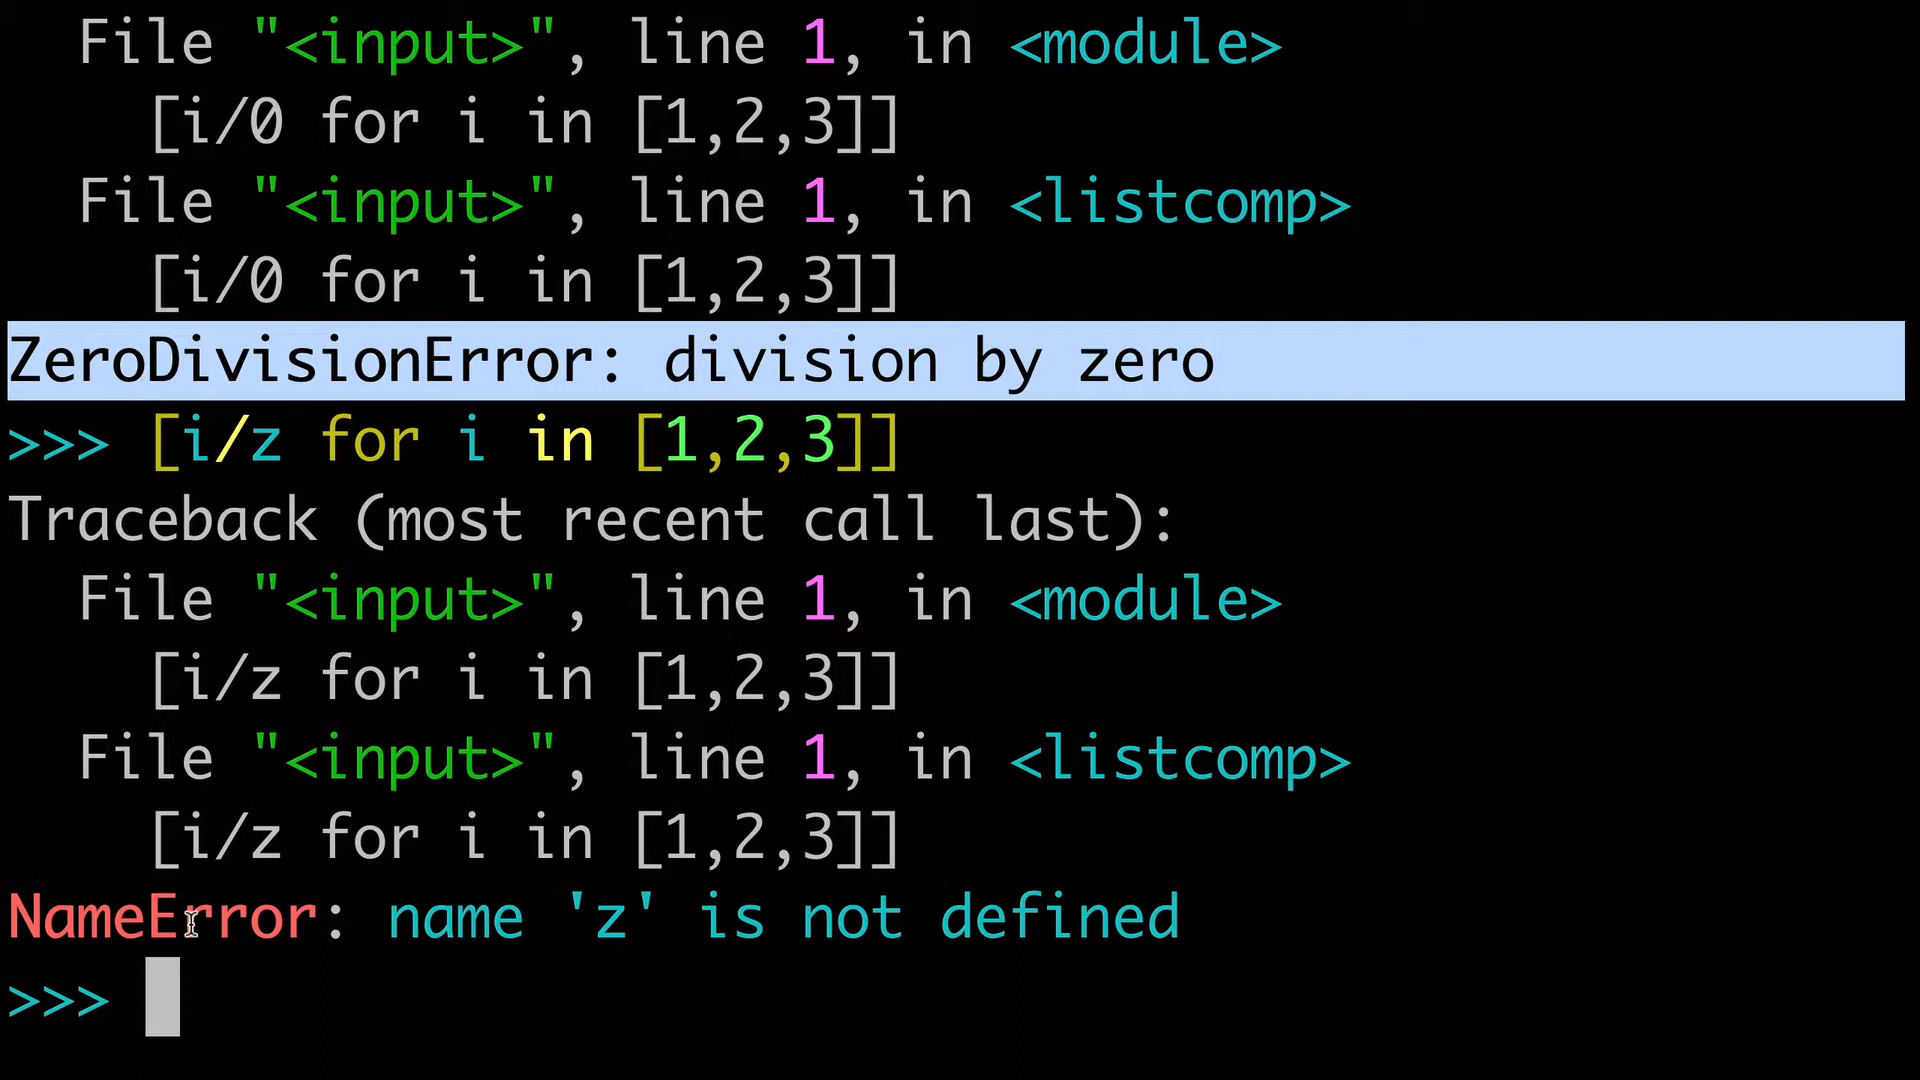 File "<input>", line 1, in <module>
[i/0 for i in [1,2,3]]
File "<input>", line 1, in <listcomp>
[i/0 for i in [1,2,3]]
ZeroDivisionError: division by zero
>>> [i/z for i in [1,2,3]]
Traceback (most recent call last):
File "<input>", line 1, in <module>
[i/z for i in [1,2,3]]
File "<input>", line 1, in <listcomp>
[i/z for i in [1,2,3]]
NameError: name 'z' is not defined
>>>